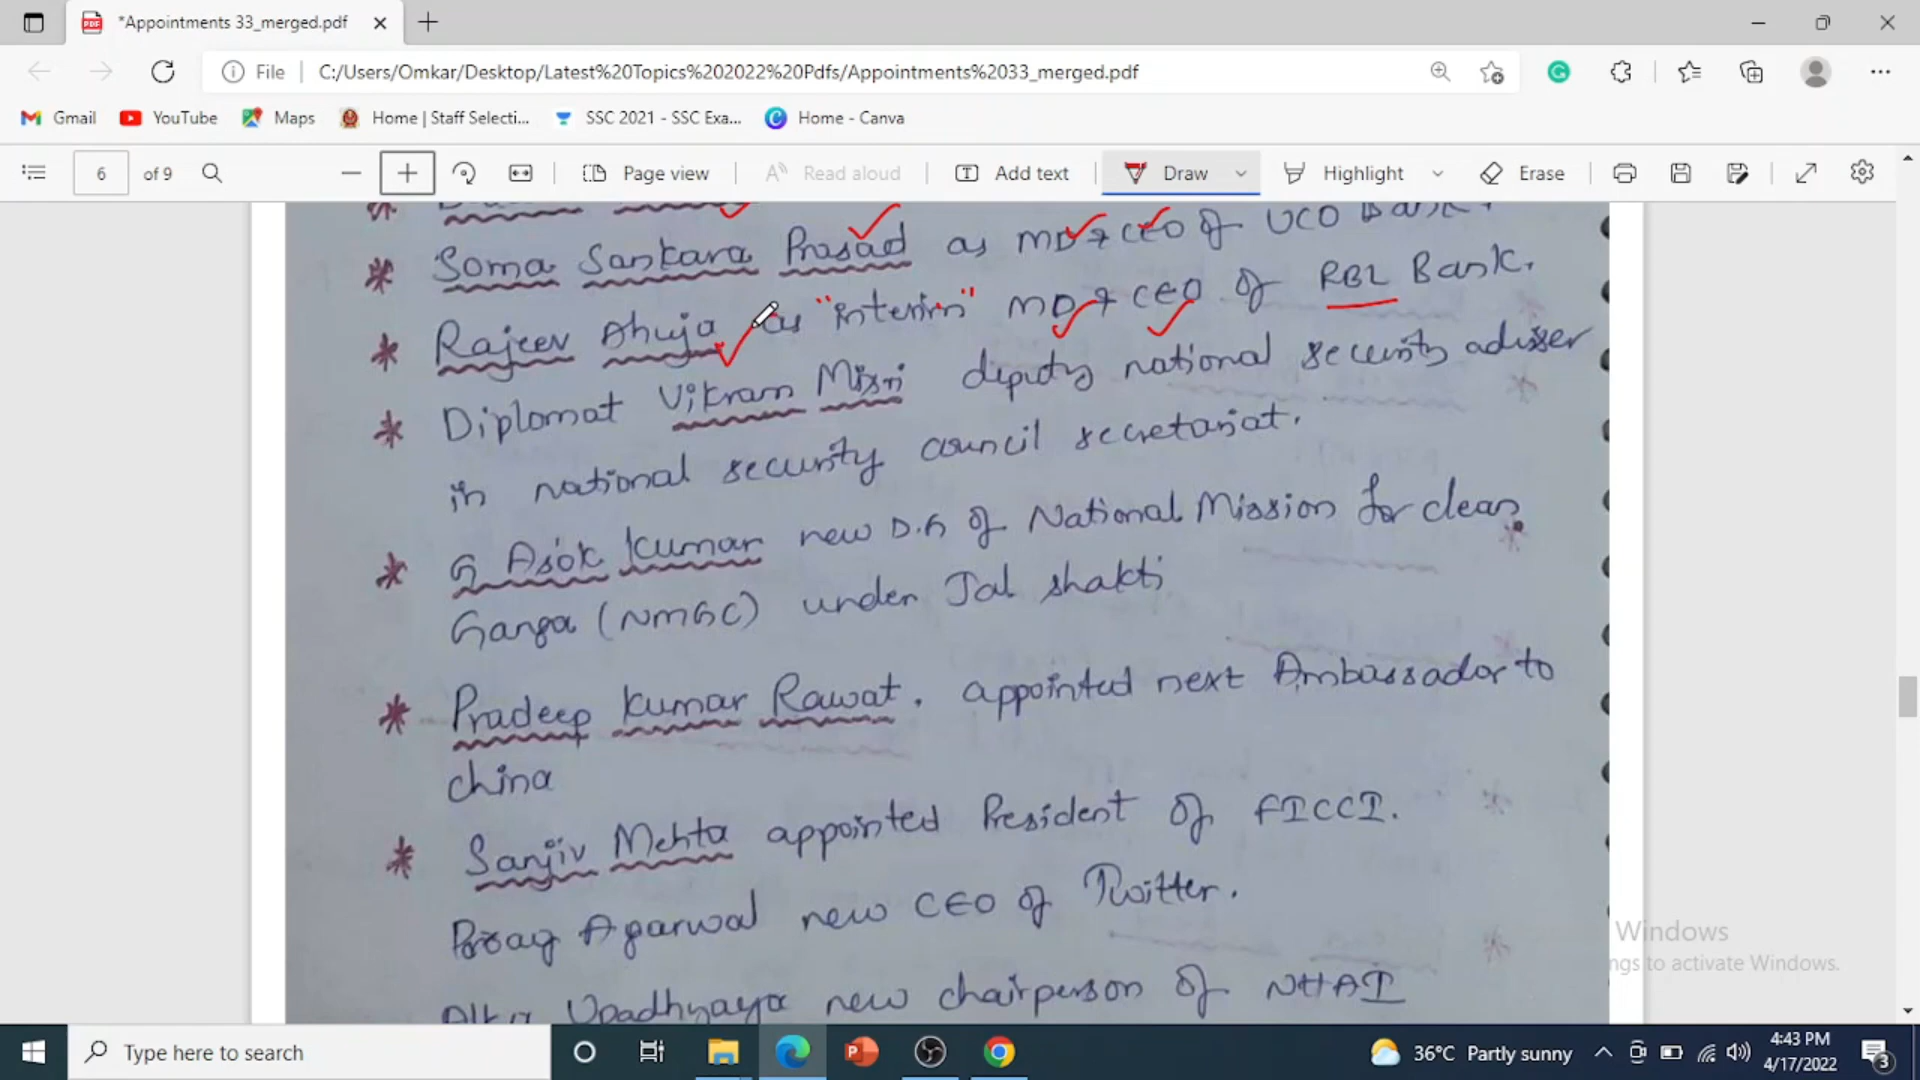 *Appointments 33_merged.pdf
File C:/Users/Omkar/Desktop/Latest%20Topics%202022%20Pdfs/Appointments%2033_merged.pdf
Gmail YouTube Maps Home | Staff Selecti... SSC 2021 - SSC Exa... Home - Canva
6 of 9 Page view Read aloud Add text Draw Highlight Erase
* Soma Sankara Prasad as MD & CEO of UCO Bank.
* Rajeev Ahuja as "interim" MD & CEO of RBL Bank.
* Diplomat Vikram Misri deputy national security adviser
in national security council secretariat.
* G Asok Kumar new D.G of National Mission for clean
Ganga (NMGC) under Jal shakti
* Pradeep Kumar Rawat. appointed next Ambassador to
china
* Sanjiv Mehta appointed President of FICCI.
Parag Agarwal new CEO of Twitter.
Alka Upadhyaya new chairperson of NHAI
Windows
ngs to activate Windows.
Type here to search 36°C Partly sunny 4:43 PM
4/17/2022 3